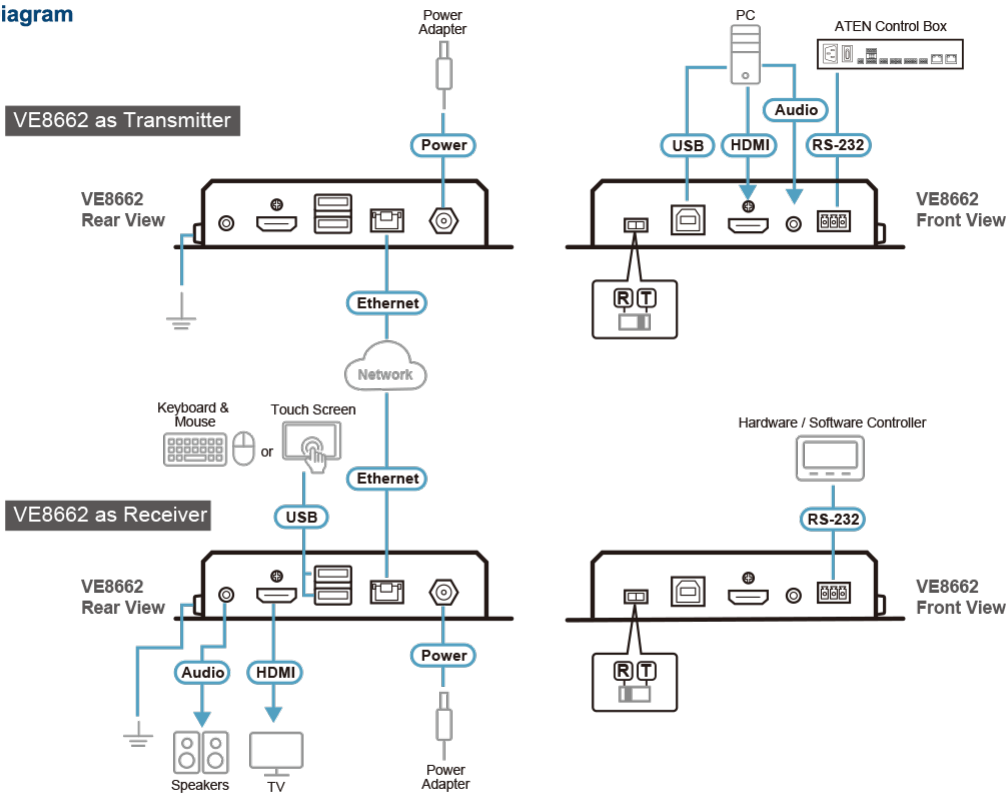 iagram
Power
Adapter
PC
ATEN Control Box
VE8662 as Transmitter
Power
Audio
USB
HDMI
RS-232
VE8662
Rear View
VE8662
Front View
Ethernet
R T
Network
Keyboard &
Mouse
or
Touch Screen
Hardware / Software Controller
Ethernet
VE8662 as Receiver
USB
RS-232
VE8662
Rear View
VE8662
Front View
Audio
HDMI
Power
R T
Speakers
TV
Power
Adapter